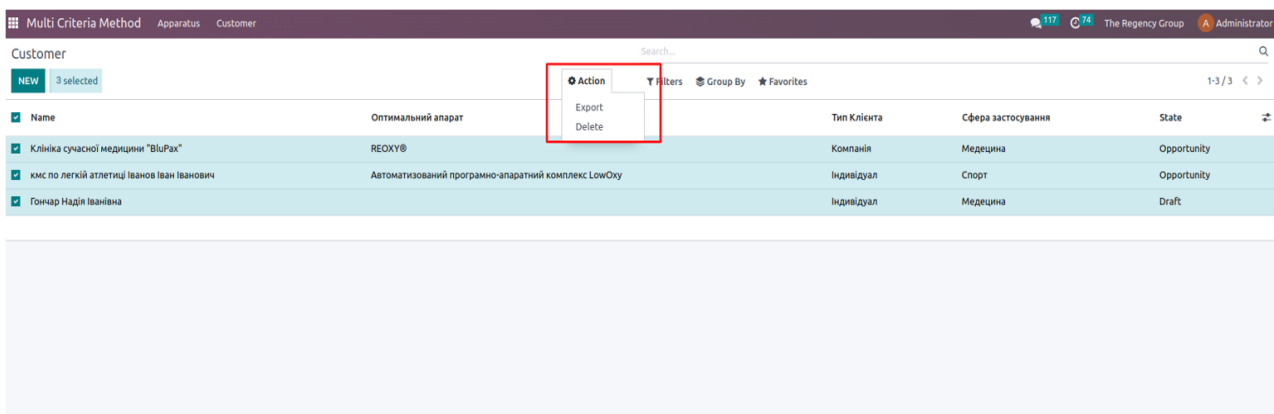 Multi Criteria Method Apparatus Customer 117 74 The Regency Group A Administrator
Customer Search...
NEW 3 selected Action Filters Group By Favorites 1-3 / 3
Export
Delete
Name Оптимальний апарат Тип Клієнта Сфера застосування State
Клініка сучасної медицини "BluPax" REOXY® Компанія Медецина Opportunity
кмс по легкій атлетиці Іванов Іван Іванович Автоматизований програмно-апаратний комплекс LowOxy Індивідуал Спорт Opportunity
Гончар Надія Іванівна Індивідуал Медецина Draft